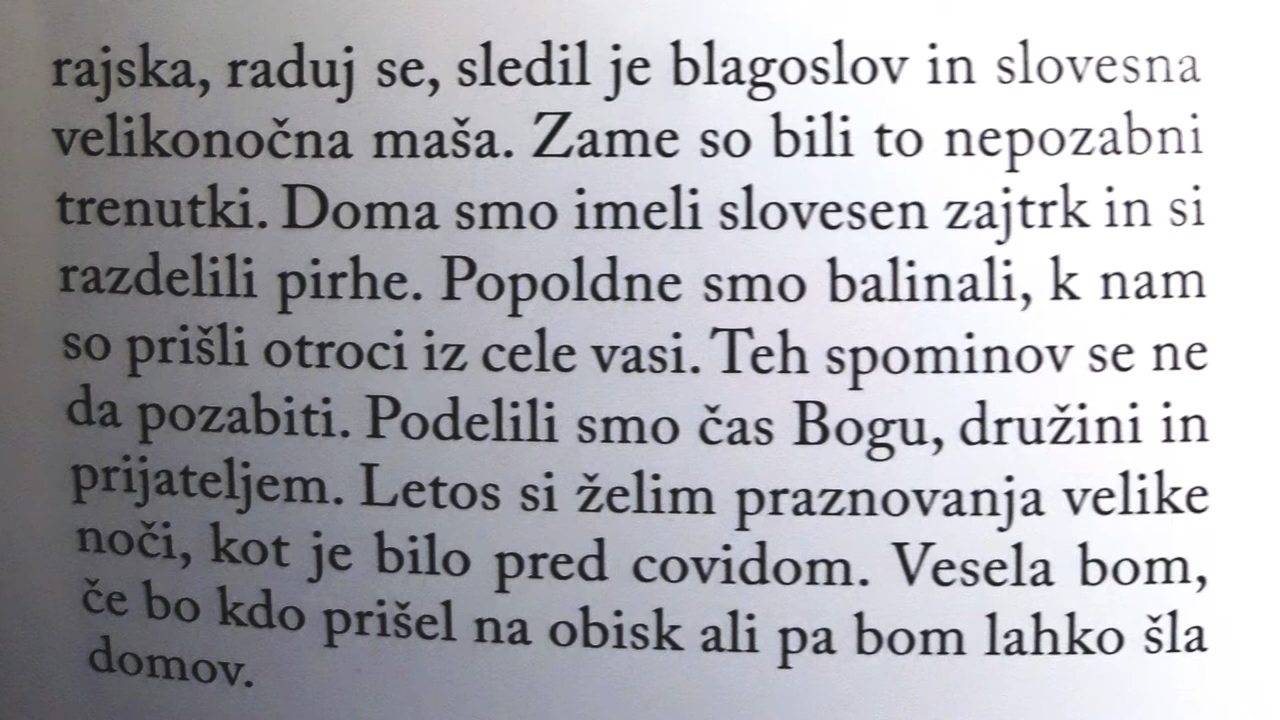 rajska, raduj se, sledil je blagoslov in slovesna
velikonočna maša. Zame so bili to nepozabni
trenutki. Doma smo imeli slovesen zajtrk in si
razdelili pirhe. Popoldne smo balinali, k nam
so prišli otroci iz cele vasi. Teh spominov se ne
da pozabiti. Podelili smo čas Bogu, družini in
prijateljem. Letos si želim praznovanja velike
noči, kot je bilo pred covidom. Vesela bom,
če bo kdo prišel na obisk ali pa bom lahko šla
domov.